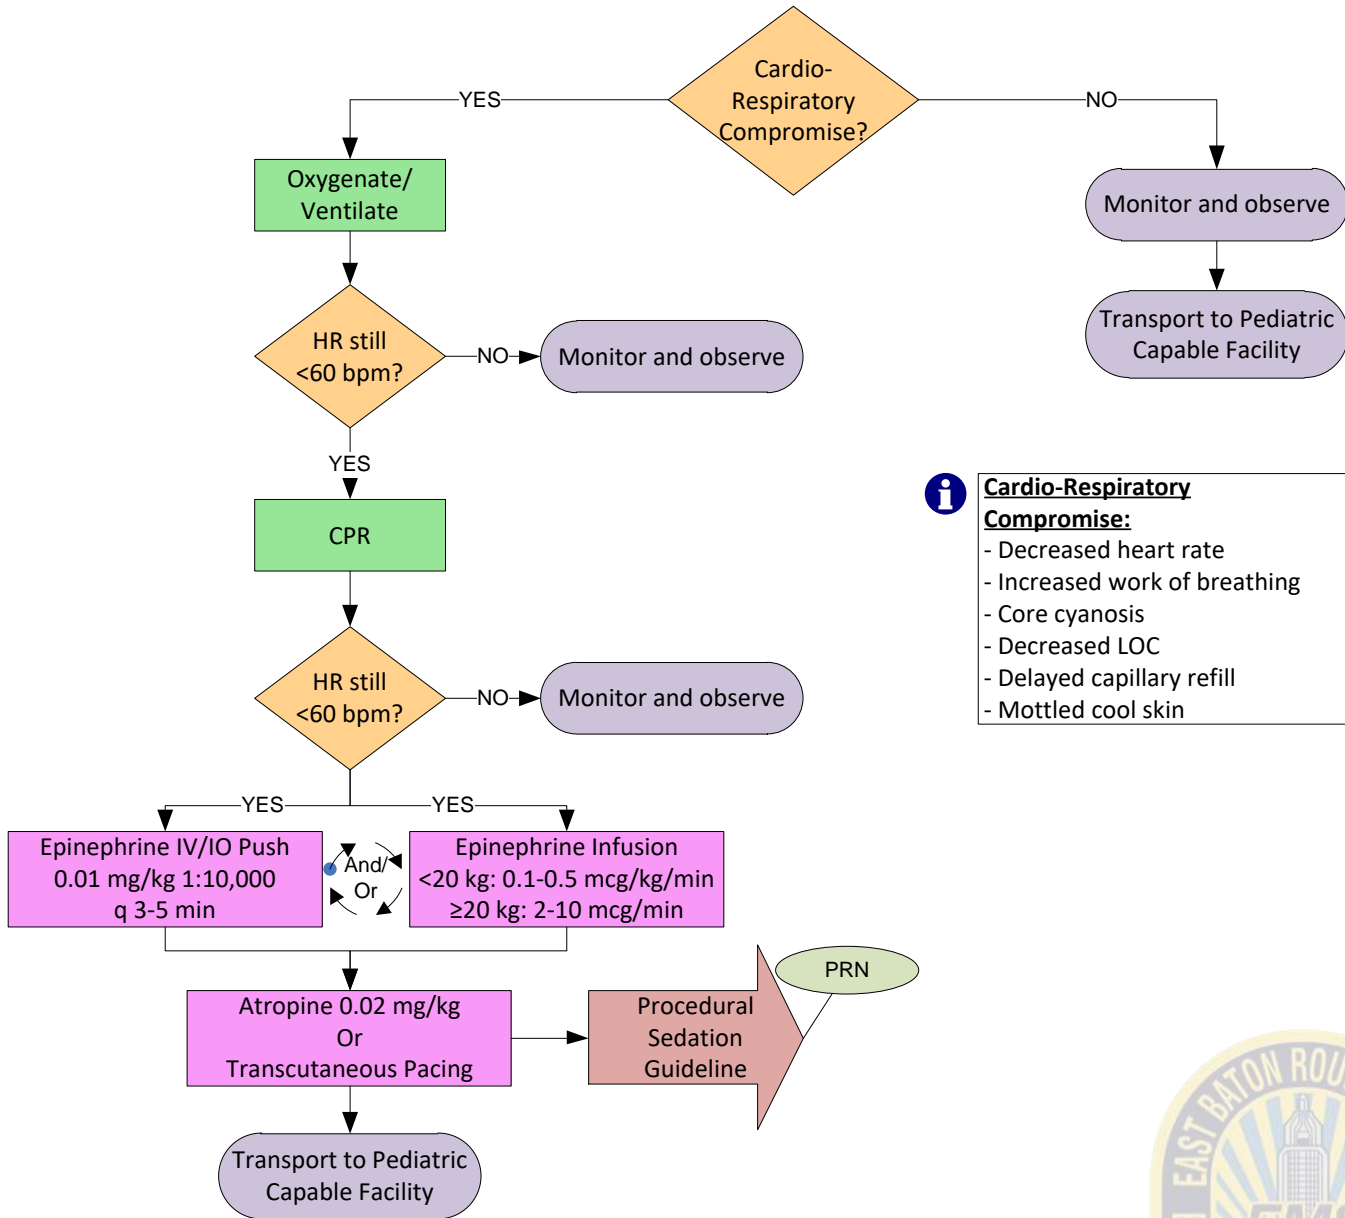 Cardio-
Respiratory
Compromise?
YES
NO
Oxygenate/
Ventilate
Monitor and observe
Transport to Pediatric
Capable Facility
HR still
<60 bpm?
NO
Monitor and observe
YES
CPR
Cardio-Respiratory
Compromise:
- Decreased heart rate
- Increased work of breathing
- Core cyanosis
- Decreased LOC
- Delayed capillary refill
- Mottled cool skin
HR still
<60 bpm?
NO
Monitor and observe
YES
YES
Epinephrine IV/IO Push
0.01 mg/kg 1:10,000
q 3-5 min
And/
Or
Epinephrine Infusion
<20 kg: 0.1-0.5 mcg/kg/min
≥20 kg: 2-10 mcg/min
Atropine 0.02 mg/kg
Or
Transcutaneous Pacing
Procedural
Sedation
Guideline
PRN
Transport to Pediatric
Capable Facility
EAST BATON ROU
EMS